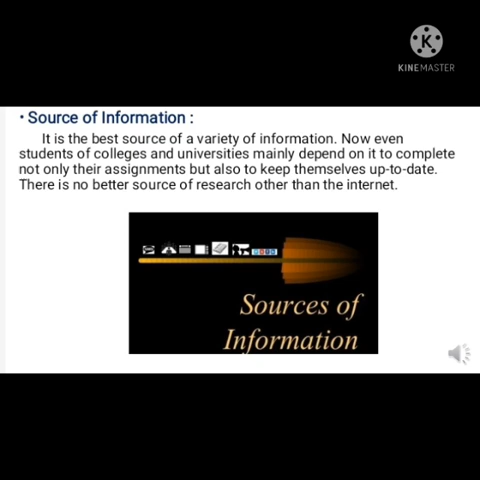 K
KINEMASTER
• Source of Information :
It is the best source of a variety of information. Now even
students of colleges and universities mainly depend on it to complete
not only their assignments but also to keep themselves up-to-date.
There is no better source of research other than the internet.
Sources of
Information